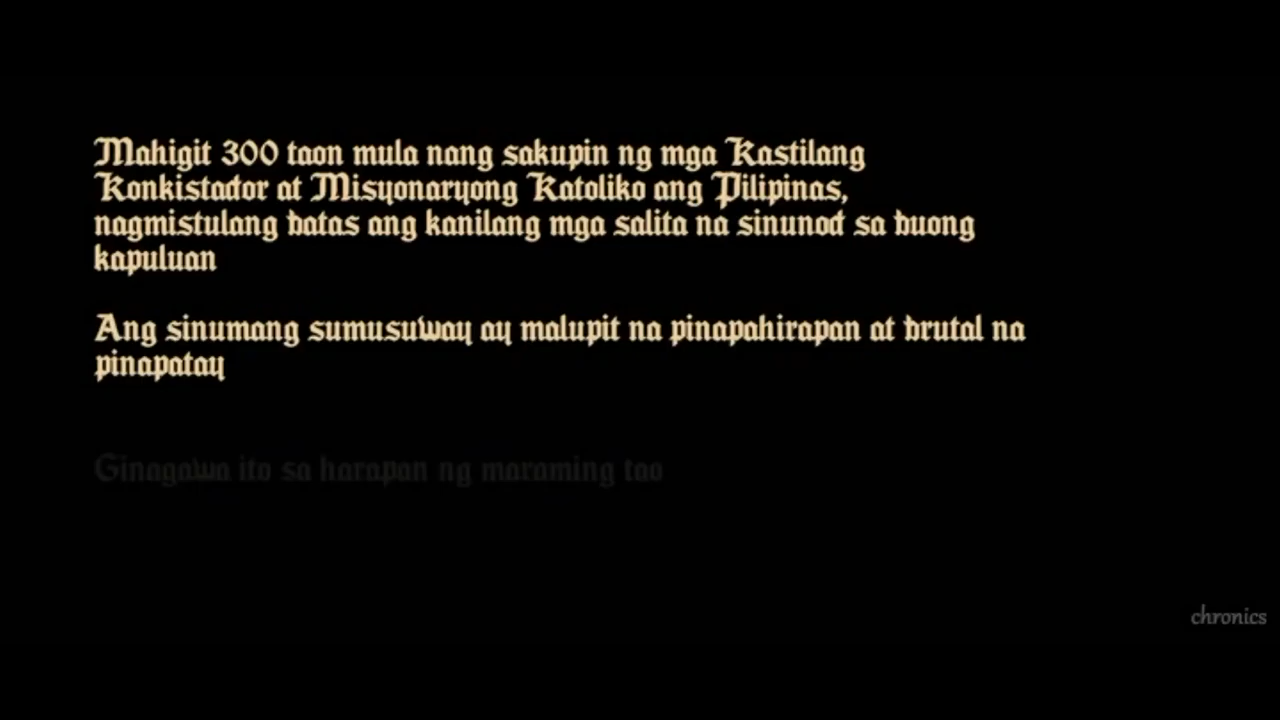 Mahigit 300 taon mula nang sakupin ng mga Kastilang
Konkistador at Misyonaryong Katoliko ang Pilipinas,
nagmistulang batas ang kanilang mga salita na sinunod sa buong
kapuluan
Ang sinumang sumusuway ay malupit na pinapahirapan at brutal na
pinapatay
Ginagawa ito sa harapan ng maraming tao
chronics